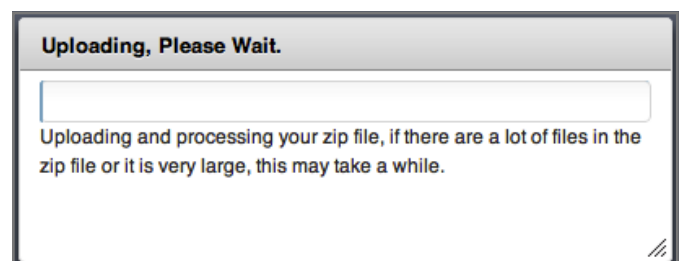 Uploading, Please Wait.
Uploading and processing your zip file, if there are a lot of files in the
zip file or it is very large, this may take a while.